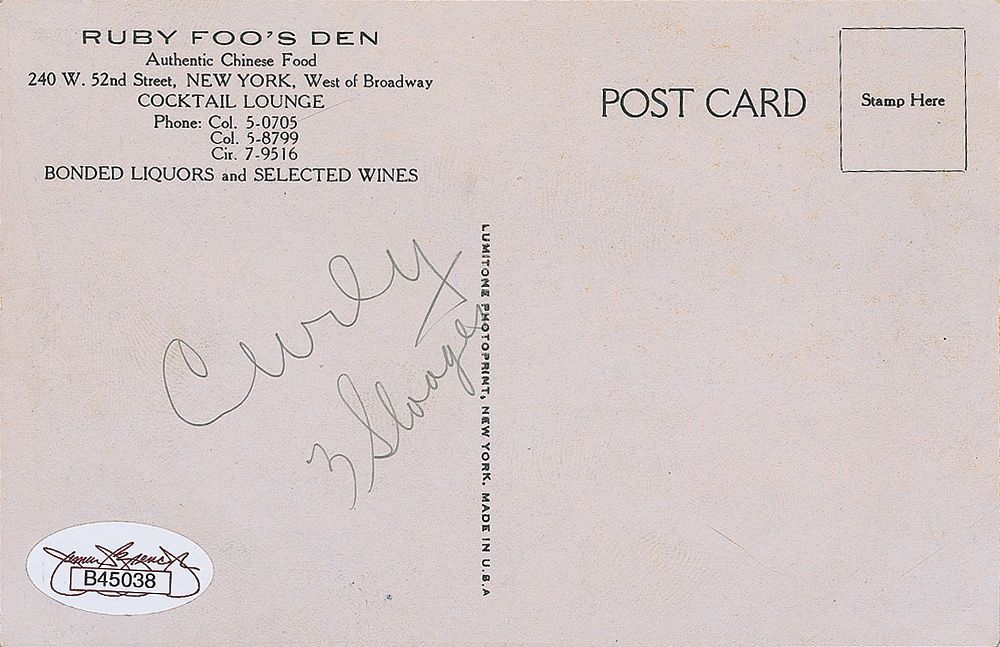 RUBY FOO'S DEN
Authentic Chinese Food
240 W. 52nd Street, NEW YORK, West of Broadway
COCKTAIL LOUNGE
Phone: Col. 5-0705
Col. 5-8799
Cir. 7-9516
BONDED LIQUORS and SELECTED WINES
POST CARD
Stamp Here
Curly
3 Stooges
LUMITONE PHOTOPRINT, NEW YORK. MADE IN U.S.A
B45038